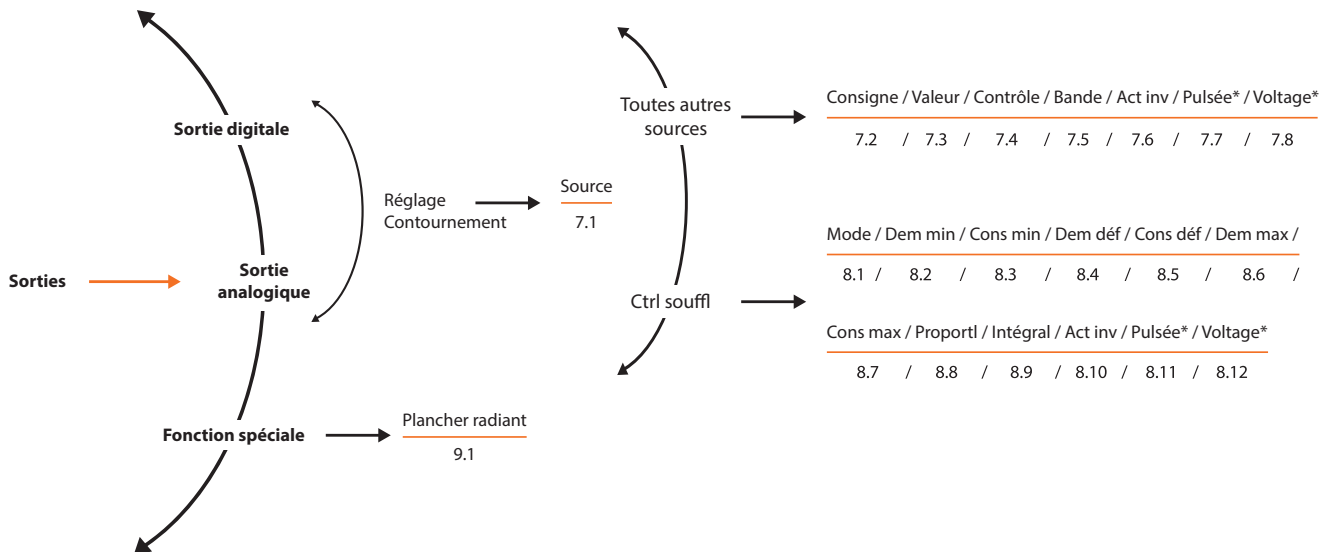 Sorties
Sortie digitale
Sortie
analogique
Fonction spéciale
Réglage
Contournement
Source
7.1
Plancher radiant
9.1
Toutes autres
sources
Ctrl souffl
Consigne / Valeur / Contrôle / Bande / Act inv / Pulsée* / Voltage*
7.2 / 7.3 / 7.4 / 7.5 / 7.6 / 7.7 / 7.8
Mode / Dem min / Cons min / Dem déf / Cons déf / Dem max /
8.1 / 8.2 / 8.3 / 8.4 / 8.5 / 8.6 /
Cons max / Proportl / Intégral / Act inv / Pulsée* / Voltage*
8.7 / 8.8 / 8.9 / 8.10 / 8.11 / 8.12